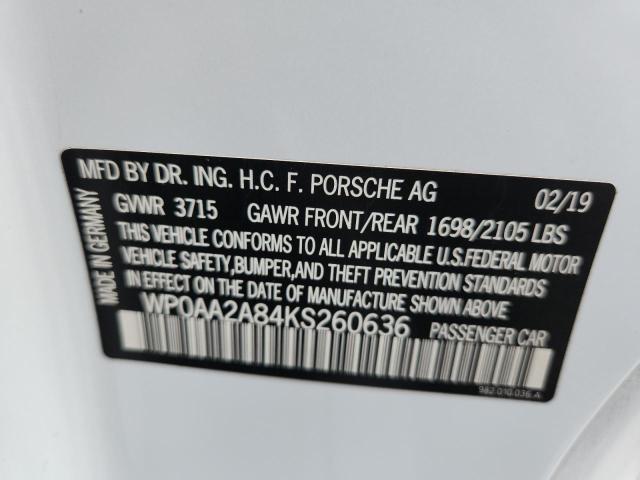 MFD BY DR. ING. H.C. F. PORSCHE AG 02/19
GVWR 3715 GAWR FRONT/REAR 1698/2105 LBS
THIS VEHICLE CONFORMS TO ALL APPLICABLE U.S.FEDERAL MOTOR
VEHICLE SAFETY,BUMPER,AND THEFT PREVENTION STANDARDS
IN EFFECT ON THE DATE OF MANUFACTURE SHOWN ABOVE
WP0AA2A84KS260636 PASSENGER CAR
982.010.036.A
MADE IN GERMANY